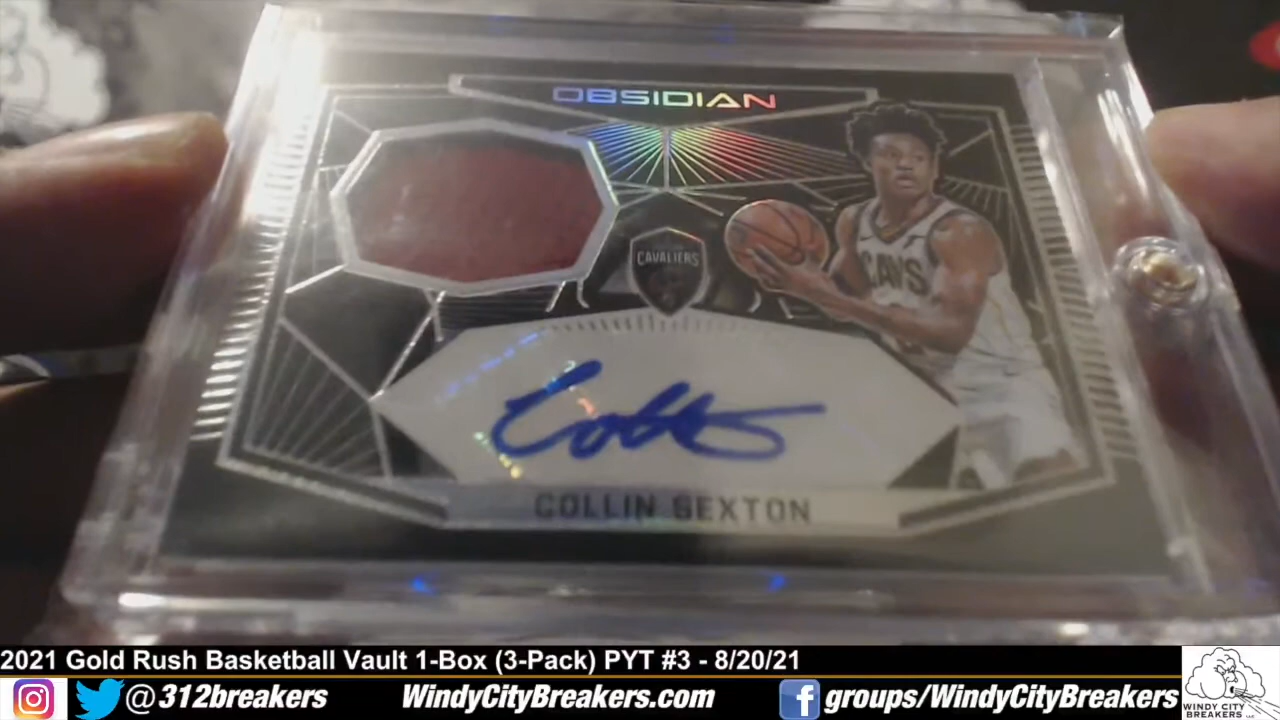 OBSIDIAN
CAVALIERS
CAVS
COLLIN SEXTON
2021 Gold Rush Basketball Vault 1-Box (3-Pack) PYT #3 - 8/20/21
@312breakers
WindyCityBreakers.com
groups/WindyCityBreakers
WINDY CITY
BREAKERS LLC